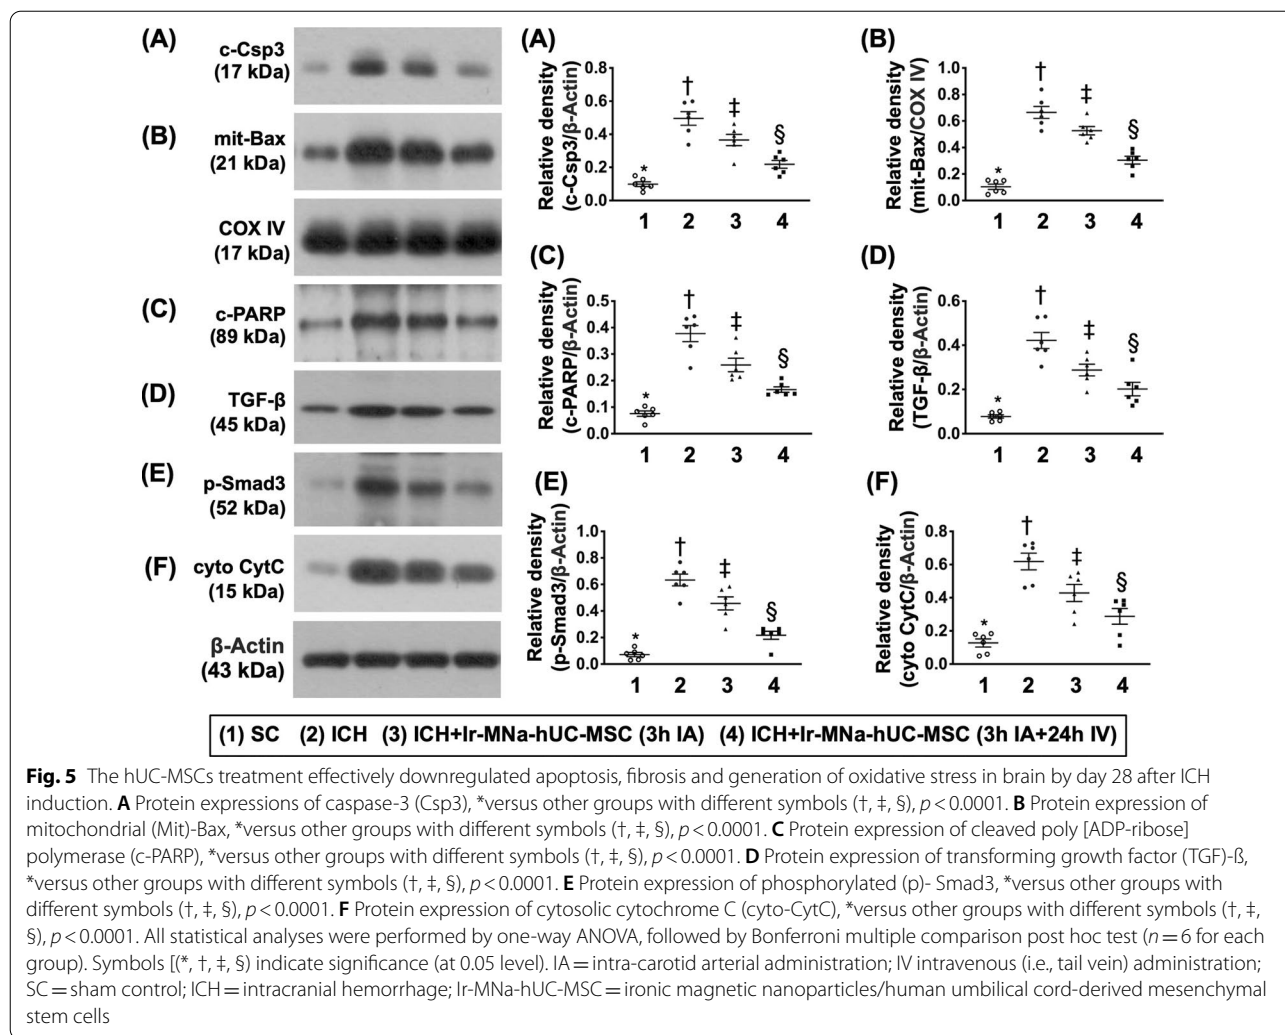 (A)
c-Csp3
(17 kDa)
(B)
mit-Bax
(21 kDa)
COX IV
(17 kDa)
(C)
c-PARP
(89 kDa)
(D)
TGF-β
(45 kDa)
(E)
p-Smad3
(52 kDa)
(F)
cyto CytC
(15 kDa)
β-Actin
(43 kDa)
(A)
Relative density
(c-Csp3/β-Actin)
0.8
0.6
0.4
0.2
0.0
*
†
‡
§
1 2 3 4
(B)
Relative density
(mit-Bax/COX IV)
1.0
0.8
0.6
0.4
0.2
0.0
*
†
‡
§
1 2 3 4
(C)
Relative density
(c-PARP/β-Actin)
0.5
0.4
0.3
0.2
0.1
0.0
*
†
‡
§
1 2 3 4
(D)
Relative density
(TGF-β/β-Actin)
0.6
0.4
0.2
0.0
*
†
‡
§
1 2 3 4
(E)
Relative density
(p-Smad3/β-Actin)
1.0
0.8
0.6
0.4
0.2
0.0
*
†
‡
§
1 2 3 4
(F)
Relative density
(cyto CytC/β-Actin)
0.8
0.6
0.4
0.2
0.0
*
†
‡
§
1 2 3 4
(1) SC (2) ICH (3) ICH+Ir-MNa-hUC-MSC (3h IA) (4) ICH+Ir-MNa-hUC-MSC (3h IA+24h IV)
Fig. 5 The hUC-MSCs treatment effectively downregulated apoptosis, fibrosis and generation of oxidative stress in brain by day 28 after ICH
induction. A Protein expressions of caspase-3 (Csp3), *versus other groups with different symbols (†, ‡, §), p < 0.0001. B Protein expression of
mitochondrial (Mit)-Bax, *versus other groups with different symbols (†, ‡, §), p < 0.0001. C Protein expression of cleaved poly [ADP-ribose]
polymerase (c-PARP), *versus other groups with different symbols (†, ‡, §), p < 0.0001. D Protein expression of transforming growth factor (TGF)-ß,
*versus other groups with different symbols (†, ‡, §), p < 0.0001. E Protein expression of phosphorylated (p)- Smad3, *versus other groups with
different symbols (†, ‡, §), p < 0.0001. F Protein expression of cytosolic cytochrome C (cyto-CytC), *versus other groups with different symbols (†, ‡,
§), p < 0.0001. All statistical analyses were performed by one-way ANOVA, followed by Bonferroni multiple comparison post hoc test (n = 6 for each
group). Symbols [(*, †, ‡, §) indicate significance (at 0.05 level). IA = intra-carotid arterial administration; IV intravenous (i.e., tail vein) administration;
SC = sham control; ICH = intracranial hemorrhage; Ir-MNa-hUC-MSC = ironic magnetic nanoparticles/human umbilical cord-derived mesenchymal
stem cells